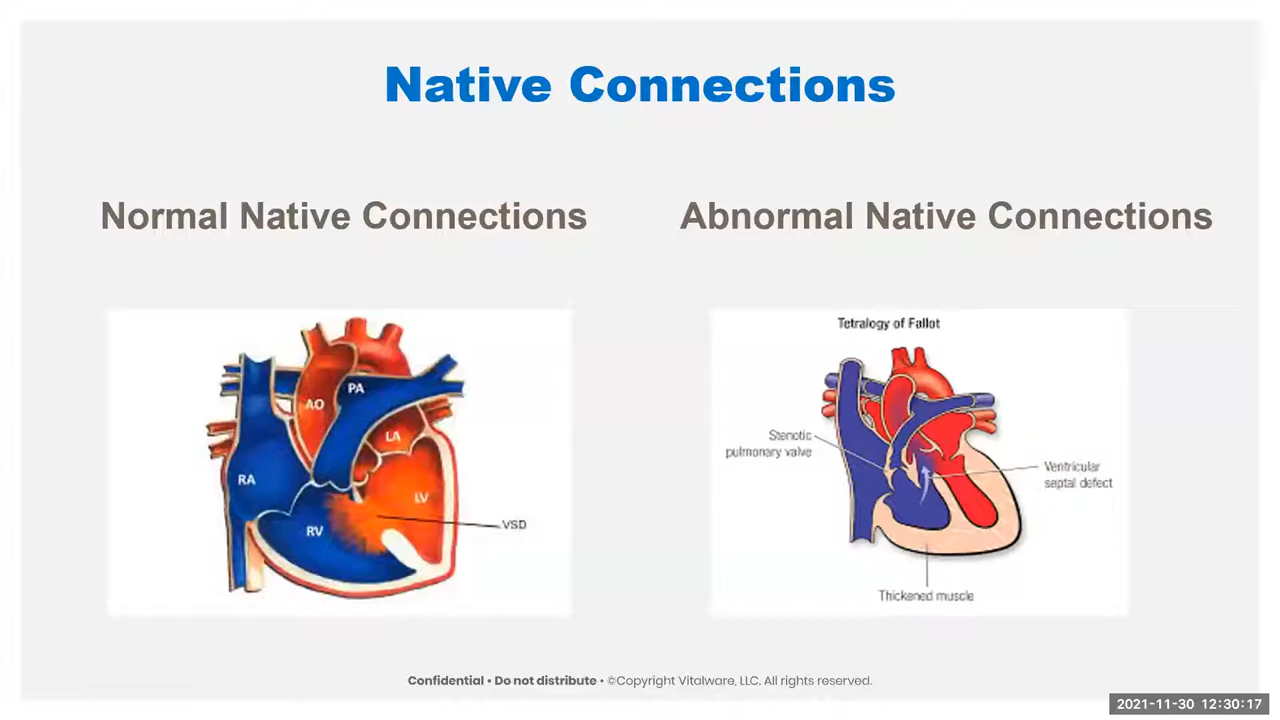 Native Connections
Normal Native Connections
Abnormal Native Connections
AO
PA
LA
RA
LV
RV
VSD
Tetralogy of Fallot
Stenotic
pulmonary valve
Ventricular
septal defect
Thickened muscle
Confidential • Do not distribute • ©Copyright Vitalware, LLC. All rights reserved.
2021-11-30 12:30:17